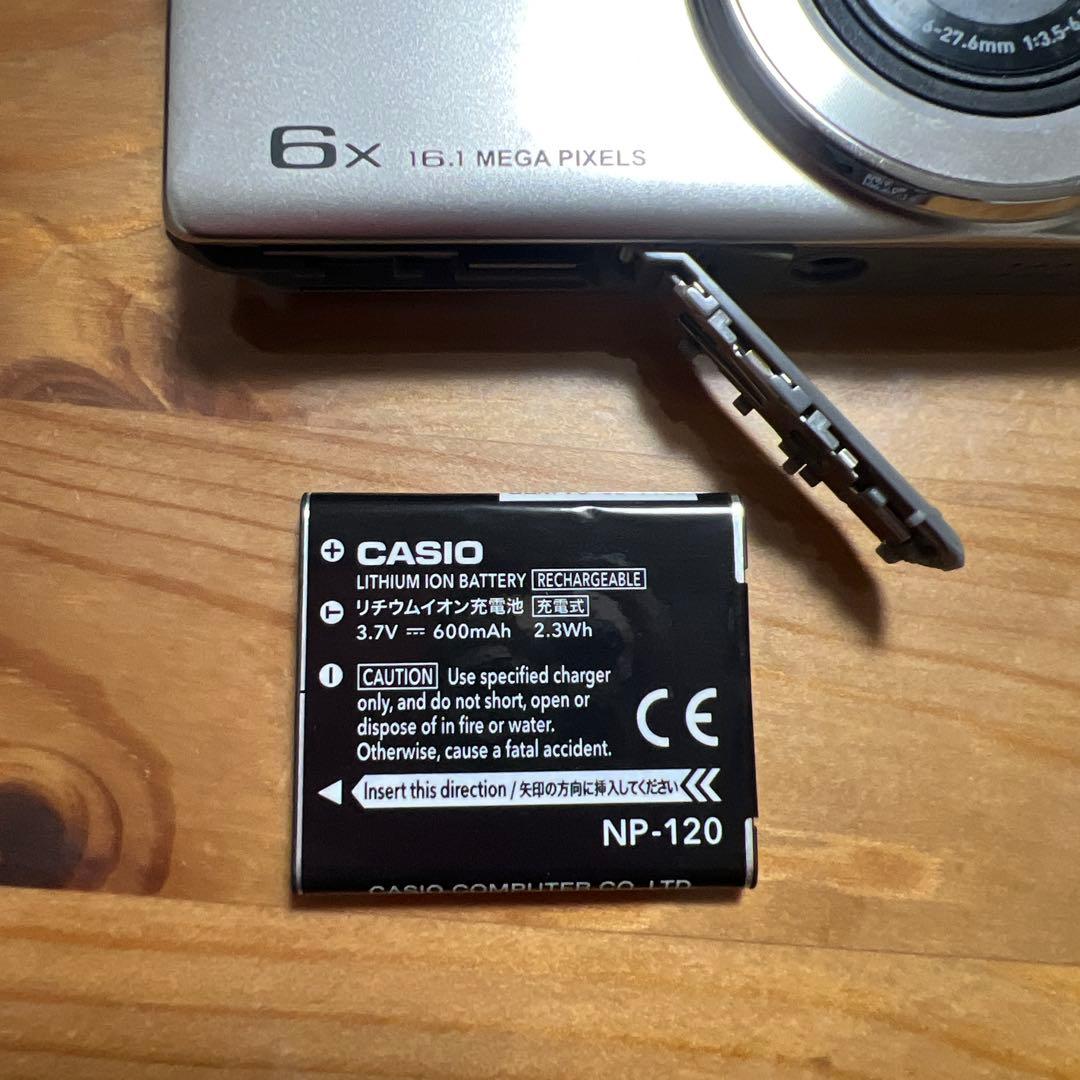 6-27.6mm 1:3.5-6.
6x 16.1 MEGA PIXELS
CASIO
LITHIUM ION BATTERY RECHARGEABLE
リチウムイオン充電池 充電式
3.7V ⎓ 600mAh 2.3Wh
CAUTION Use specified charger
only, and do not short, open or
dispose of in fire or water.
Otherwise, cause a fatal accident.
CE
Insert this direction / 矢印の方向に挿入してください
NP-120
CASIO COMPUTER CO., LTD.